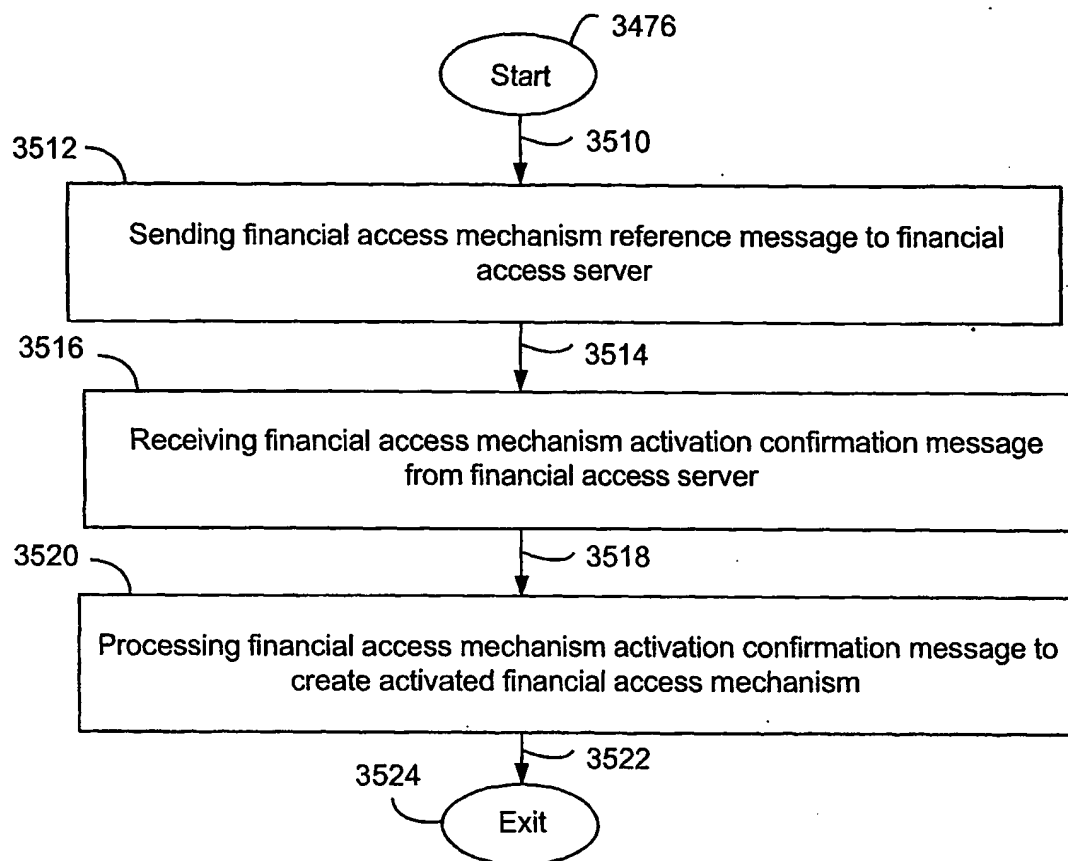 3476
Start
3510
3512
Sending financial access mechanism reference message to financial
access server
3514
3516
Receiving financial access mechanism activation confirmation message
from financial access server
3518
3520
Processing financial access mechanism activation confirmation message to
create activated financial access mechanism
3522
3524
Exit